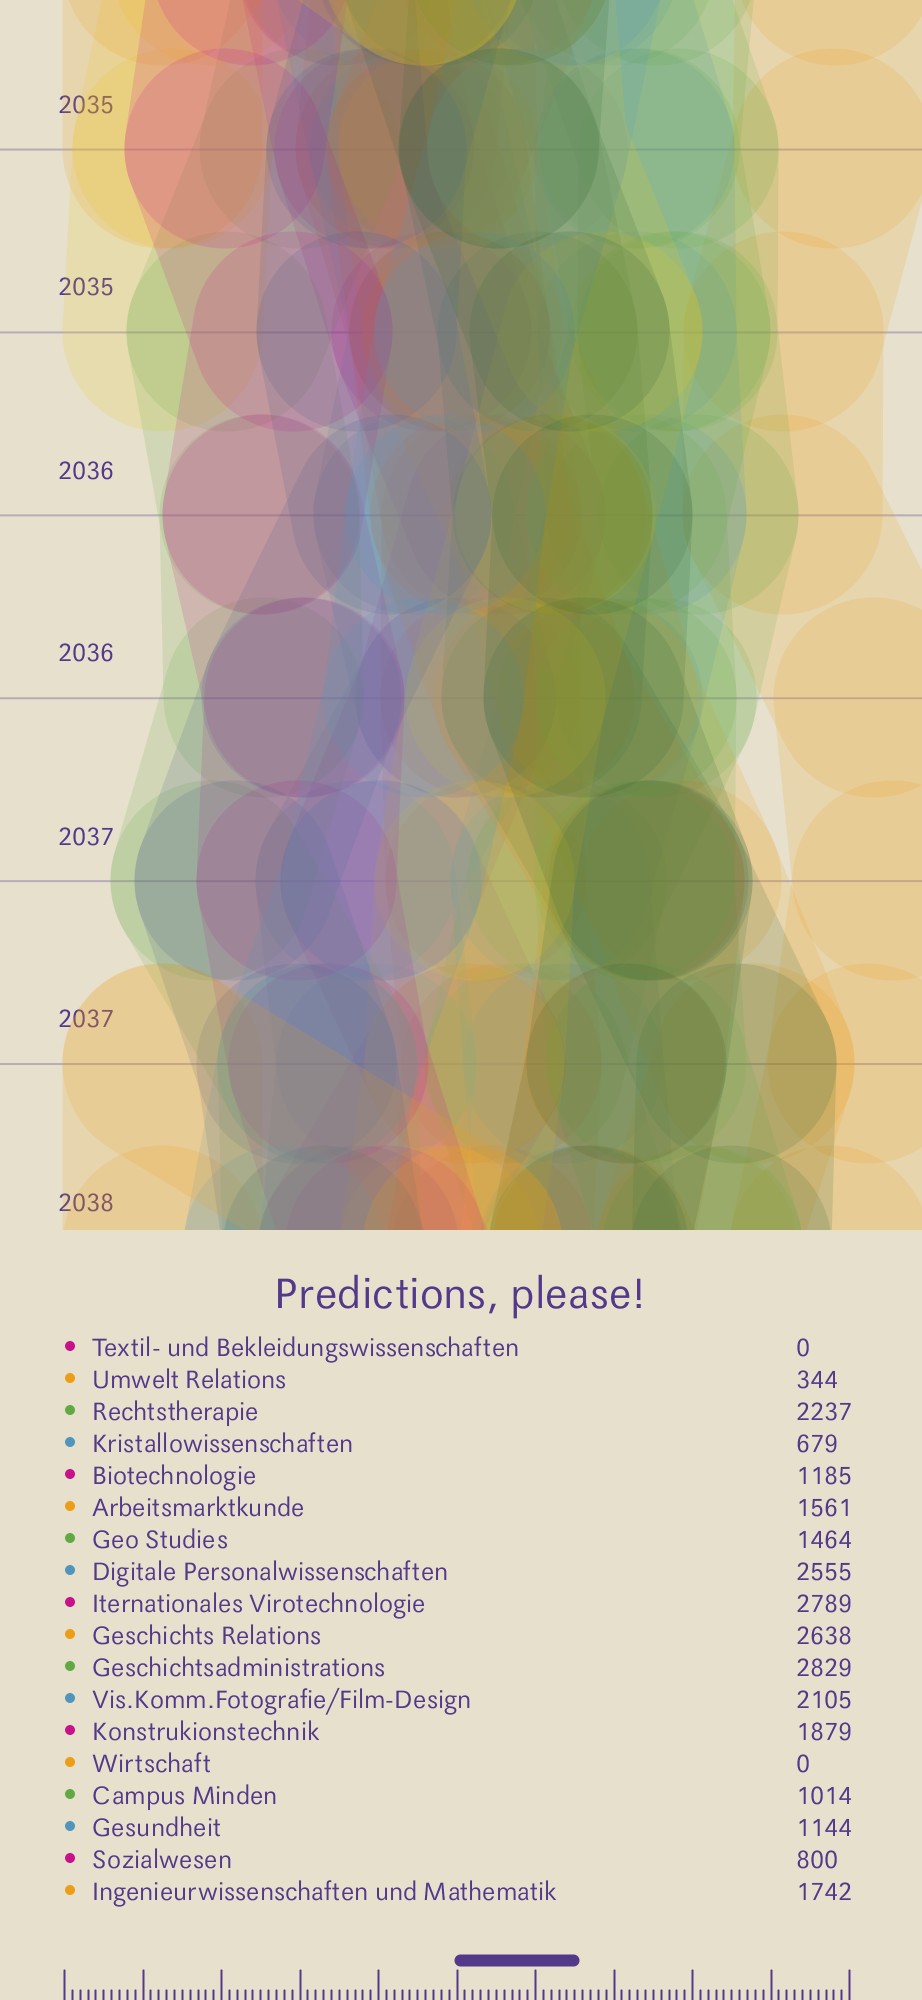 2035
2035
2036
2036
2037
2037
2038
Predictions, please!
Textil- und Bekleidungswissenschaften 0
Umwelt Relations 344
Rechtstherapie 2237
Kristallowissenschaften 679
Biotechnologie 1185
Arbeitsmarktkunde 1561
Geo Studies 1464
Digitale Personalwissenschaften 2555
Iternationales Virotechnologie 2789
Geschichts Relations 2638
Geschichtsadministrations 2829
Vis.Komm.Fotografie/Film-Design 2105
Konstrukionstechnik 1879
Wirtschaft 0
Campus Minden 1014
Gesundheit 1144
Sozialwesen 800
Ingenieurwissenschaften und Mathematik 1742